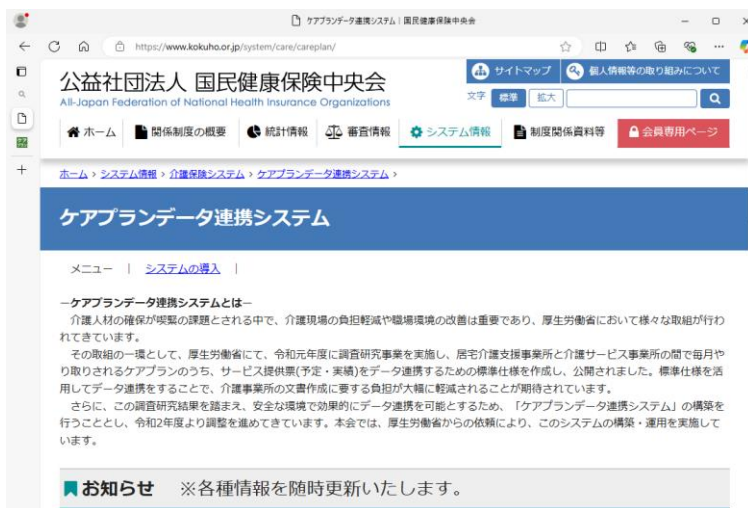 ケアプランデータ連携システム｜国民健康保険中央会
https://www.kokuho.or.jp/system/care/careplan/
公益社団法人 国民健康保険中央会
All-Japan Federation of National Health Insurance Organizations
サイトマップ 個人情報等の取り組みについて
文字 標準 拡大
ホーム 関係制度の概要 統計情報 審査情報 システム情報 制度関係資料等 会員専用ページ
ホーム › システム情報 › 介護保険システム › ケアプランデータ連携システム ›
ケアプランデータ連携システム
メニュー | システムの導入 |
ーケアプランデータ連携システムとはー
介護人材の確保が喫緊の課題とされる中で、介護現場の負担軽減や職場環境の改善は重要であり、厚生労働省において様々な取組が行わ
れてきています。
その取組の一環として、厚生労働省にて、令和元年度に調査研究事業を実施し、居宅介護支援事業所と介護サービス事業所の間で毎月や
り取りされるケアプランのうち、サービス提供票(予定・実績)をデータ連携するための標準仕様を作成し、公開されました。標準仕様を活
用してデータ連携をすることで、介護事業所の文書作成に要する負担が大幅に軽減されることが期待されています。
さらに、この調査研究結果を踏まえ、安全な環境で効果的にデータ連携を可能とするため、「ケアプランデータ連携システム」の構築を
行うこととし、令和2年度より調整を進めてきています。本会では、厚生労働省からの依頼により、このシステムの構築・運用を実施して
います。
お知らせ ※各種情報を随時更新いたします。